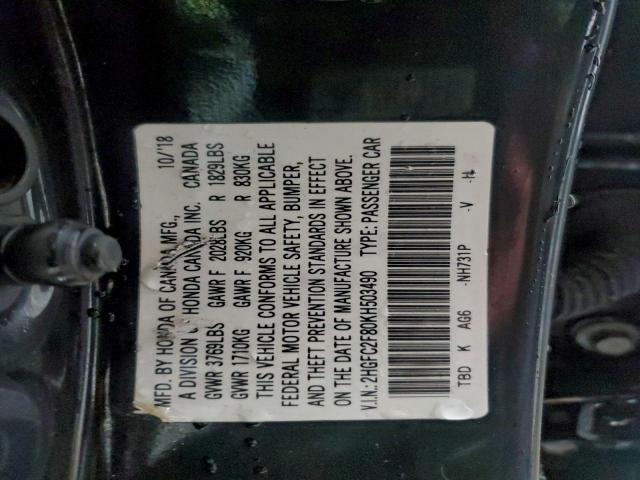 MFD. BY HONDA OF CANADA MFG., 10/18
A DIVISION OF HONDA CANADA INC. CANADA
GVWR 3769LBS GAWR F 2028LBS R 1829LBS
GVWR 1710KG GAWR F 920KG R 830KG
THIS VEHICLE CONFORMS TO ALL APPLICABLE
FEDERAL MOTOR VEHICLE SAFETY, BUMPER,
AND THEFT PREVENTION STANDARDS IN EFFECT
ON THE DATE OF MANUFACTURE SHOWN ABOVE.
V.I.N.: 2HGFC2F80KH503490 TYPE: PASSENGER CAR
TBD K AG6 -NH731P -V